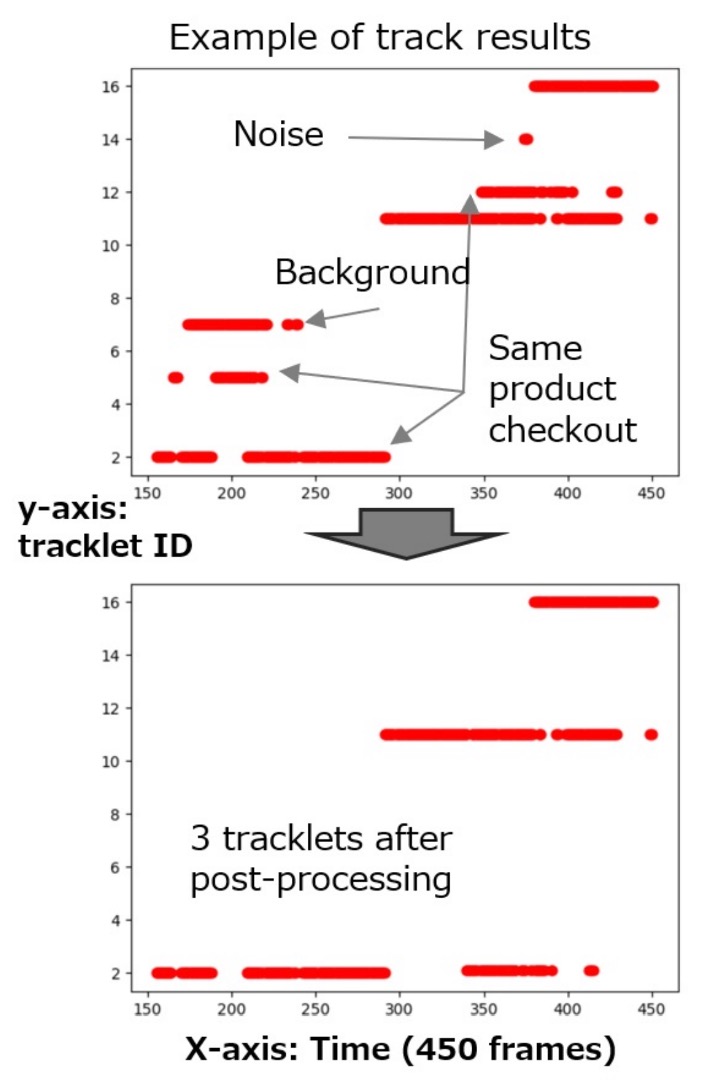 Example of track results
16
14
12
10
8
6
4
2
Noise
Background
Same
product
checkout
150 200 250 300 350 400 450
y-axis:
tracklet ID
16
14
12
10
8
6
4
2
3 tracklets after
post-processing
150 200 250 300 350 400 450
X-axis: Time (450 frames)